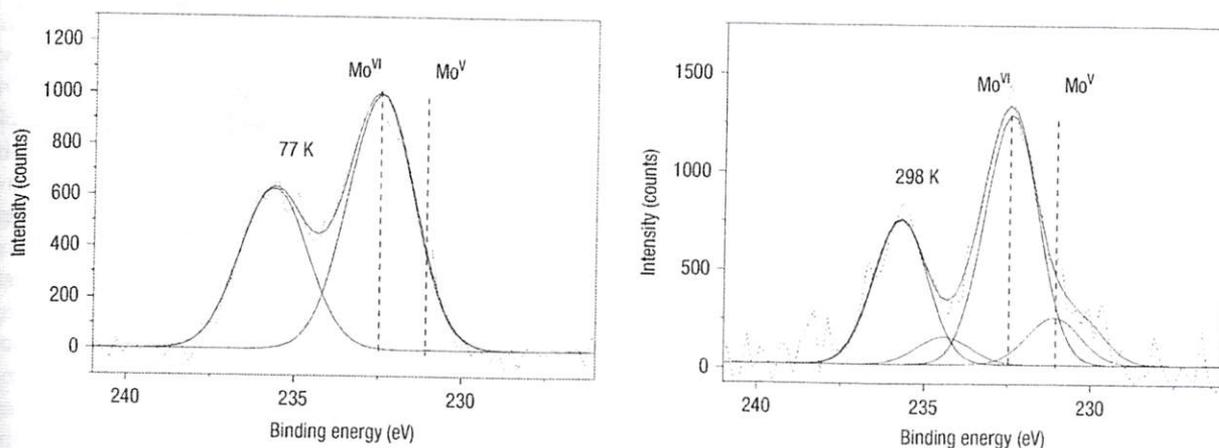 1200
1000
800
600
400
200
0
Intensity (counts)
77 K
Mo^VI
Mo^V
240
235
230
Binding energy (eV)
1500
1000
500
0
Intensity (counts)
298 K
Mo^VI
Mo^V
240
235
230
Binding energy (eV)